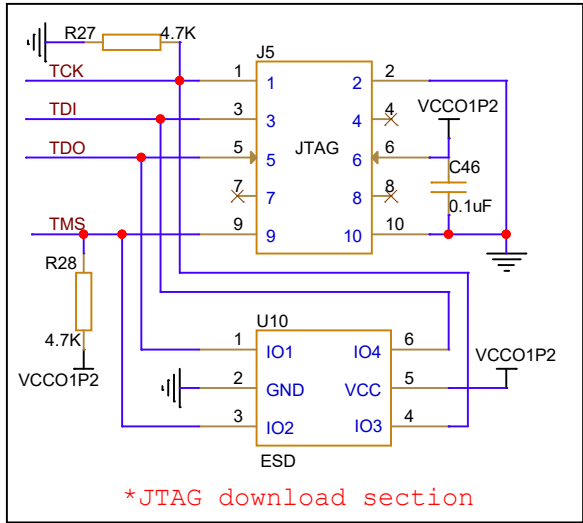 R27 4.7K
J5
TCK 1 1 2 2
VCCO1P2
TDI 3 3 4 4
TDO 5 5 JTAG 6 6
C46
7 7 8 8
0.1uF
TMS 9 9 10 10
R28
4.7K
VCCO1P2
U10
1 IO1 IO4 6
VCCO1P2
2 GND VCC 5
3 IO2 IO3 4
ESD
*JTAG download section